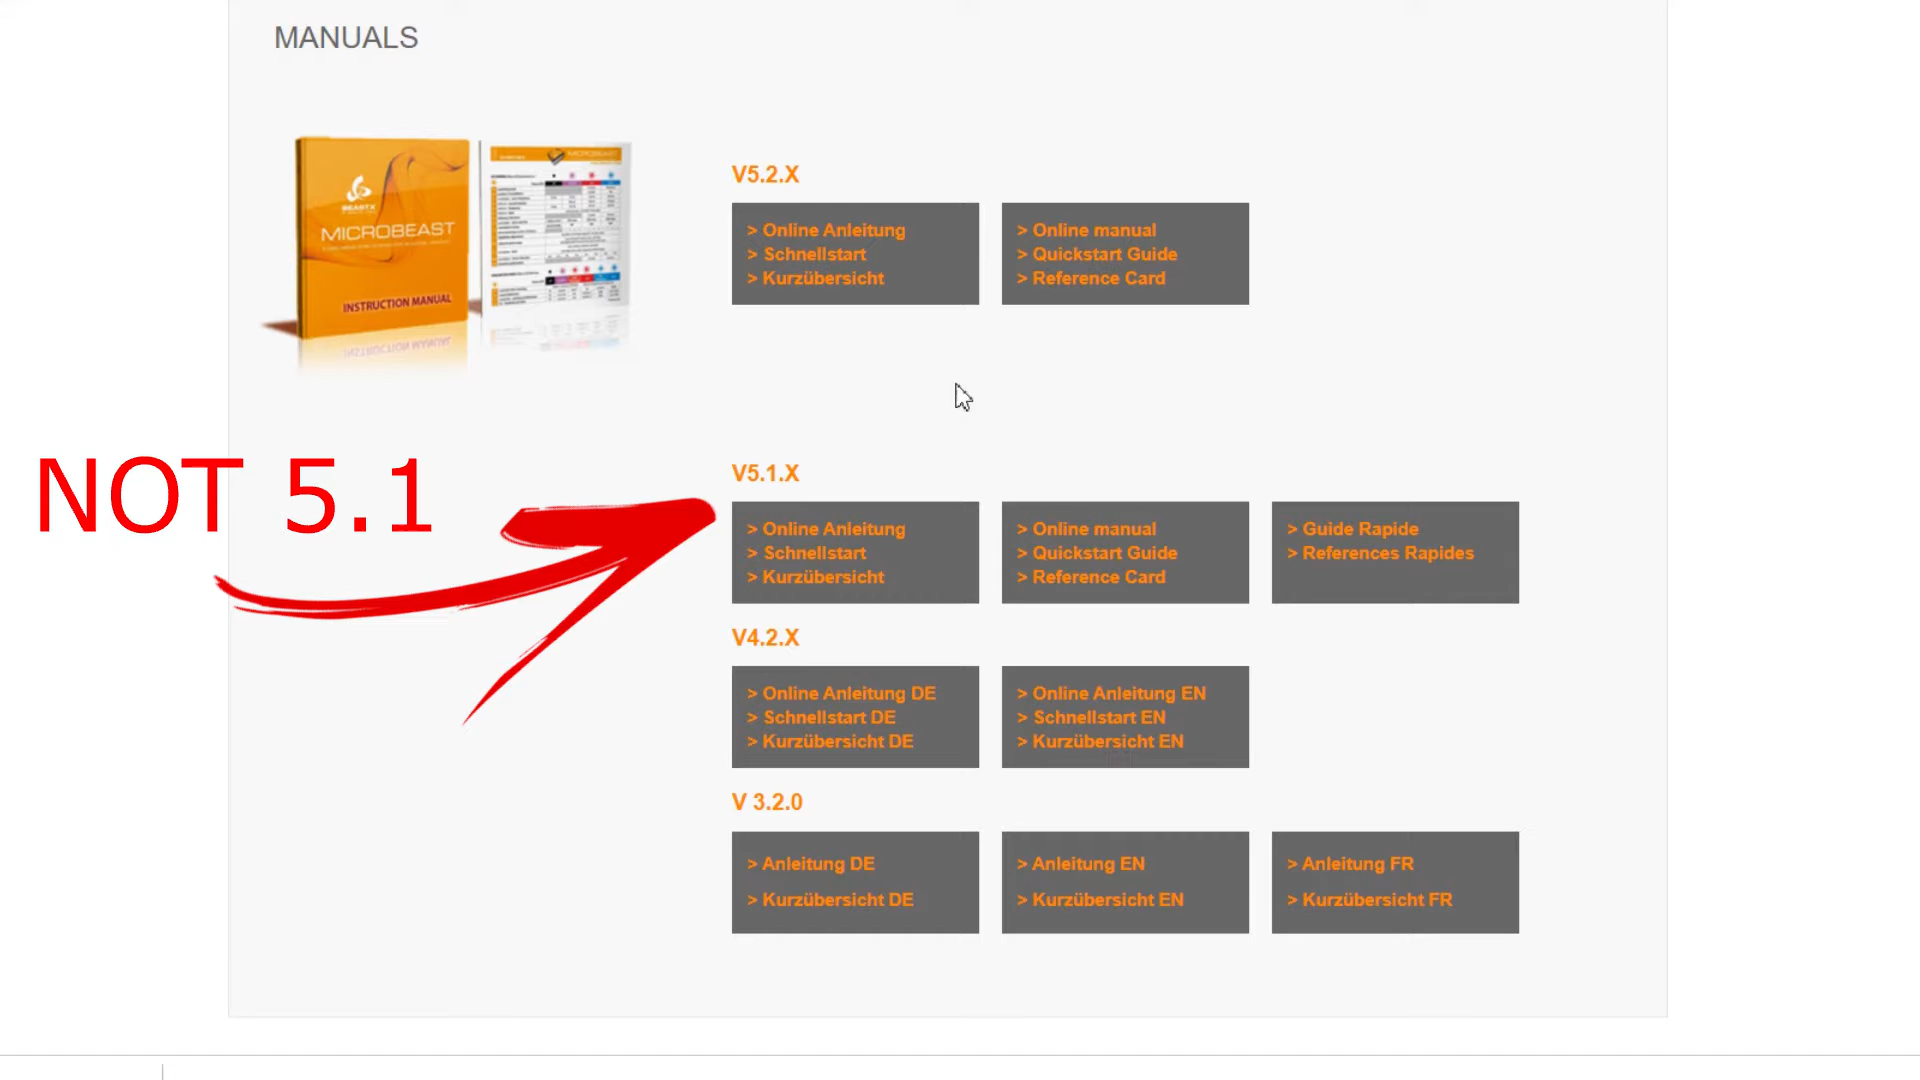 MANUALS
BEASTX
MICROBEAST
INSTRUCTION MANUAL
MICROBEAST
V5.2.X
> Online Anleitung
> Schnellstart
> Kurzübersicht
> Online manual
> Quickstart Guide
> Reference Card
NOT 5.1
V5.1.X
> Online Anleitung
> Schnellstart
> Kurzübersicht
> Online manual
> Quickstart Guide
> Reference Card
> Guide Rapide
> References Rapides
V4.2.X
> Online Anleitung DE
> Schnellstart DE
> Kurzübersicht DE
> Online Anleitung EN
> Schnellstart EN
> Kurzübersicht EN
V 3.2.0
> Anleitung DE
> Kurzübersicht DE
> Anleitung EN
> Kurzübersicht EN
> Anleitung FR
> Kurzübersicht FR